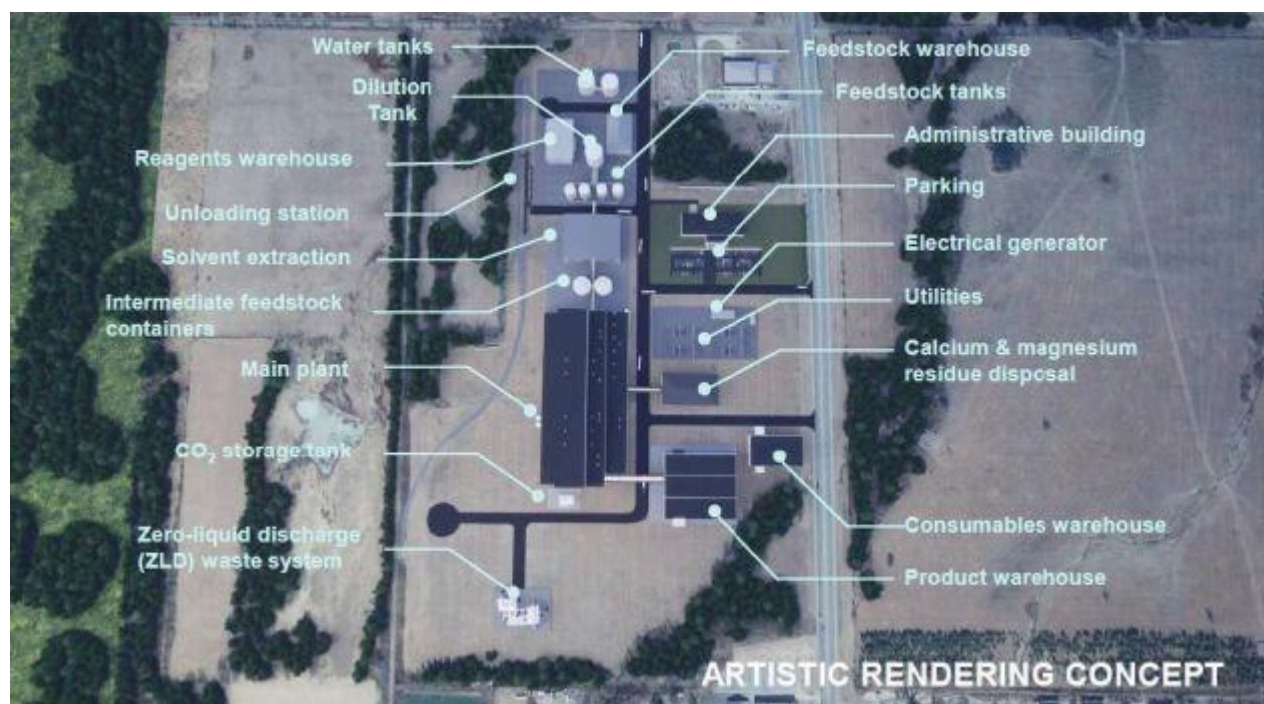 Water tanks
Dilution
Tank
Reagents warehouse
Unloading station
Solvent extraction
Intermediate feedstock
containers
Main plant
CO₂ storage tank
Zero-liquid discharge
(ZLD) waste system
Feedstock warehouse
Feedstock tanks
Administrative building
Parking
Electrical generator
Utilities
Calcium & magnesium
residue disposal
Consumables warehouse
Product warehouse
ARTISTIC RENDERING CONCEPT